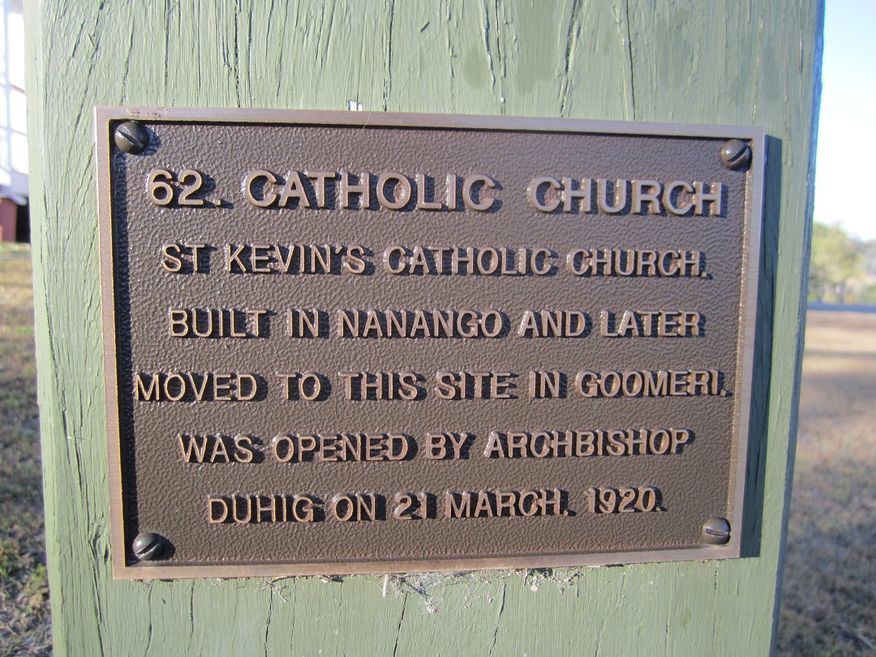 62. CATHOLIC CHURCH
ST KEVIN'S CATHOLIC CHURCH.
BUILT IN NANANGO AND LATER
MOVED TO THIS SITE IN GOOMERI.
WAS OPENED BY ARCHBISHOP
DUHIG ON 21 MARCH. 1920.